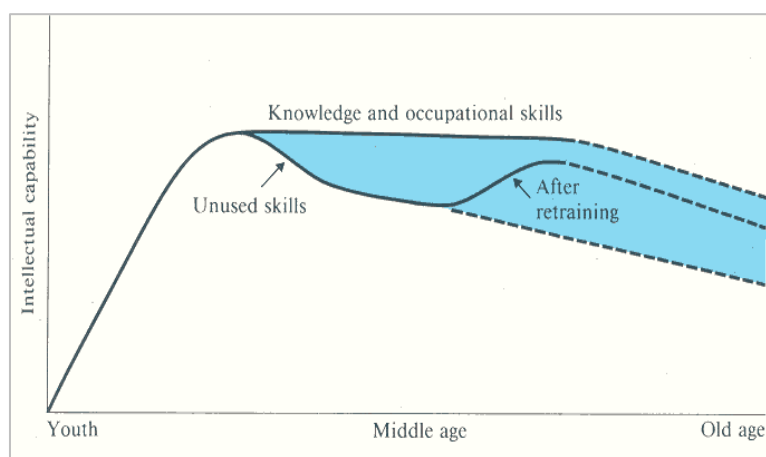 Knowledge and occupational skills
Intellectual capability
Unused skills
After
retraining
Youth
Middle age
Old age